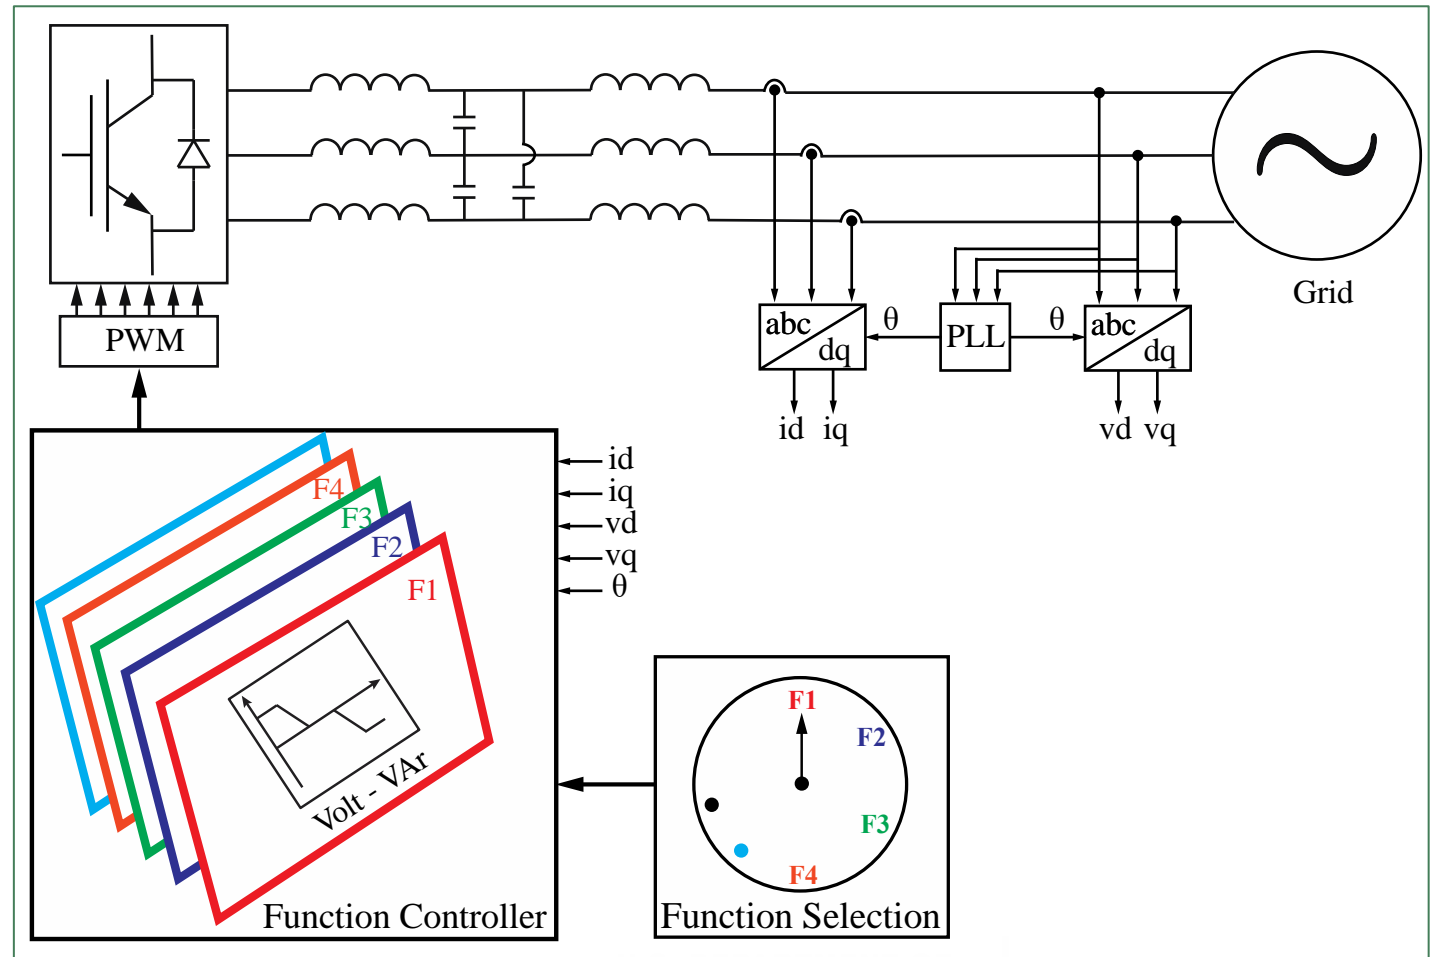 Grid
abc
dq
θ
PLL
θ
abc
dq
PWM
id iq
vd vq
id
iq
vd
vq
θ
F4
F3
F2
F1
Volt - VAr
Function Controller
F1
F2
F3
F4
Function Selection